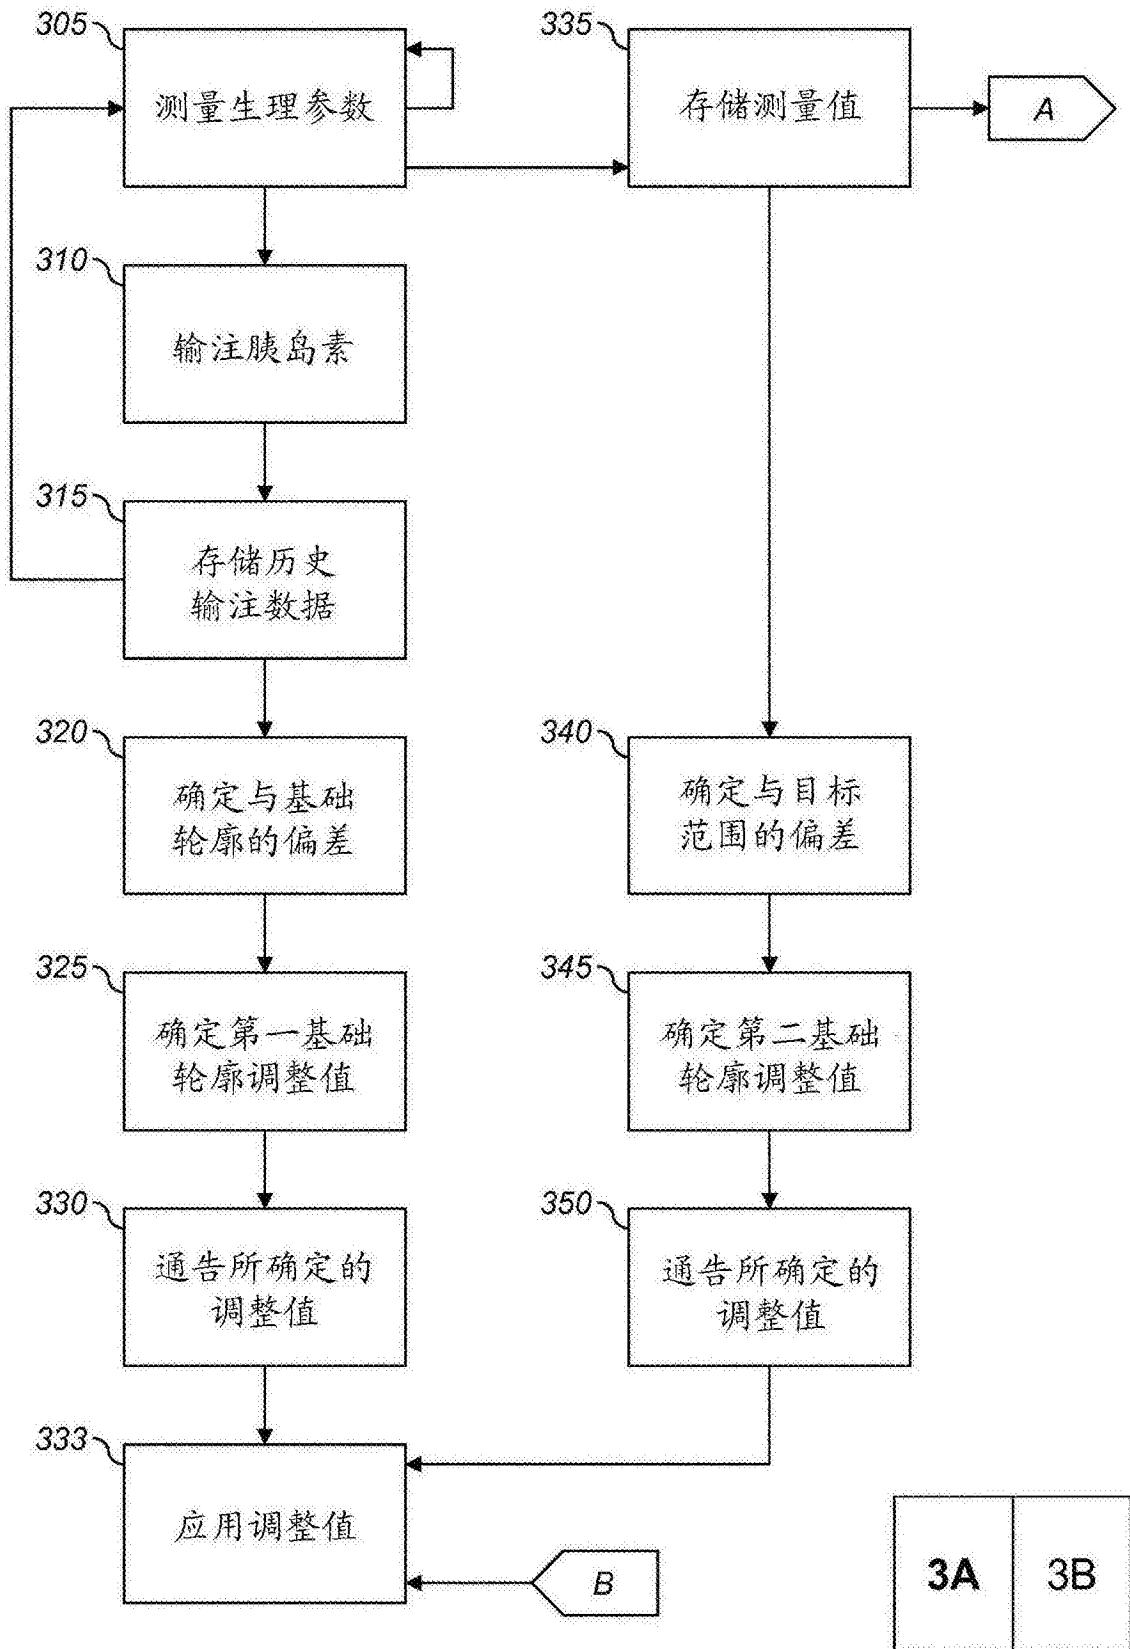 305
测量生理参数
335
存储测量值
A
310
输注胰岛素
315
存储历史
输注数据
320
确定与基础
轮廓的偏差
340
确定与目标
范围的偏差
325
确定第一基础
轮廓调整值
345
确定第二基础
轮廓调整值
330
通告所确定的
调整值
350
通告所确定的
调整值
333
应用调整值
B
3A
3B